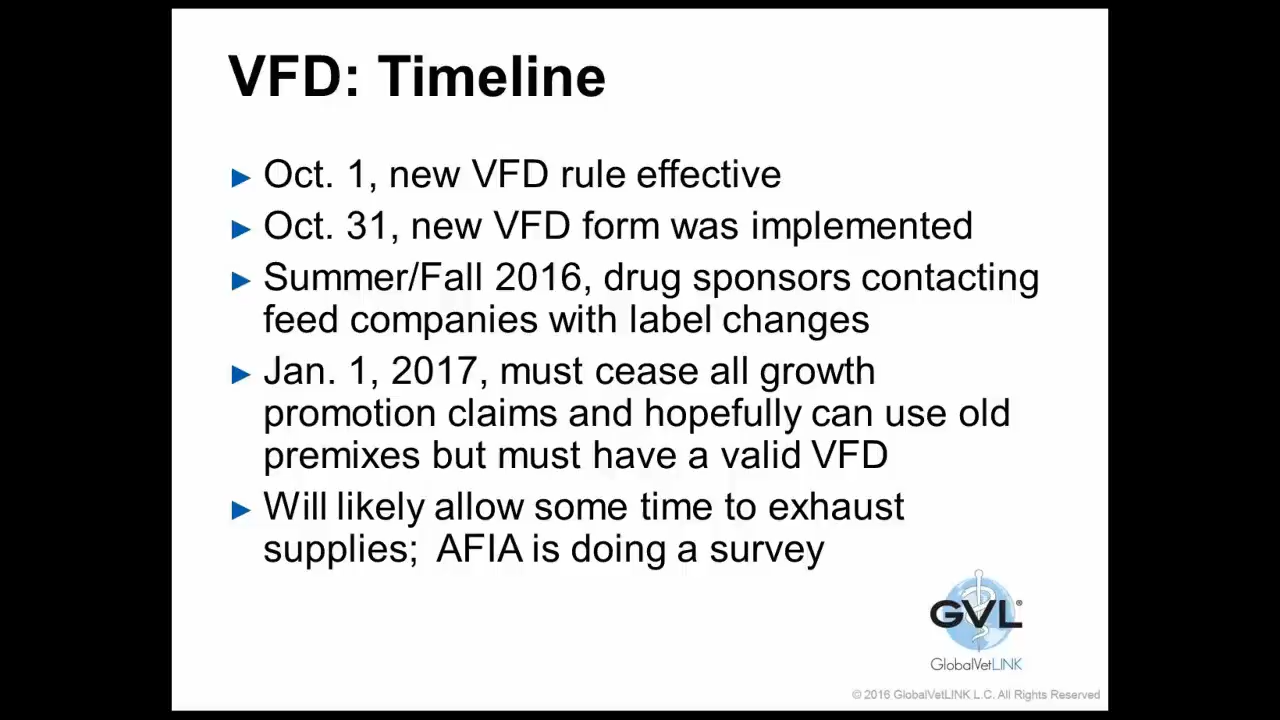 VFD: Timeline
Oct. 1, new VFD rule effective
Oct. 31, new VFD form was implemented
Summer/Fall 2016, drug sponsors contacting
feed companies with label changes
Jan. 1, 2017, must cease all growth
promotion claims and hopefully can use old
premixes but must have a valid VFD
Will likely allow some time to exhaust
supplies;  AFIA is doing a survey
GVL®
GlobalVetLINK
© 2016 GlobalVetLINK L.C. All Rights Reserved